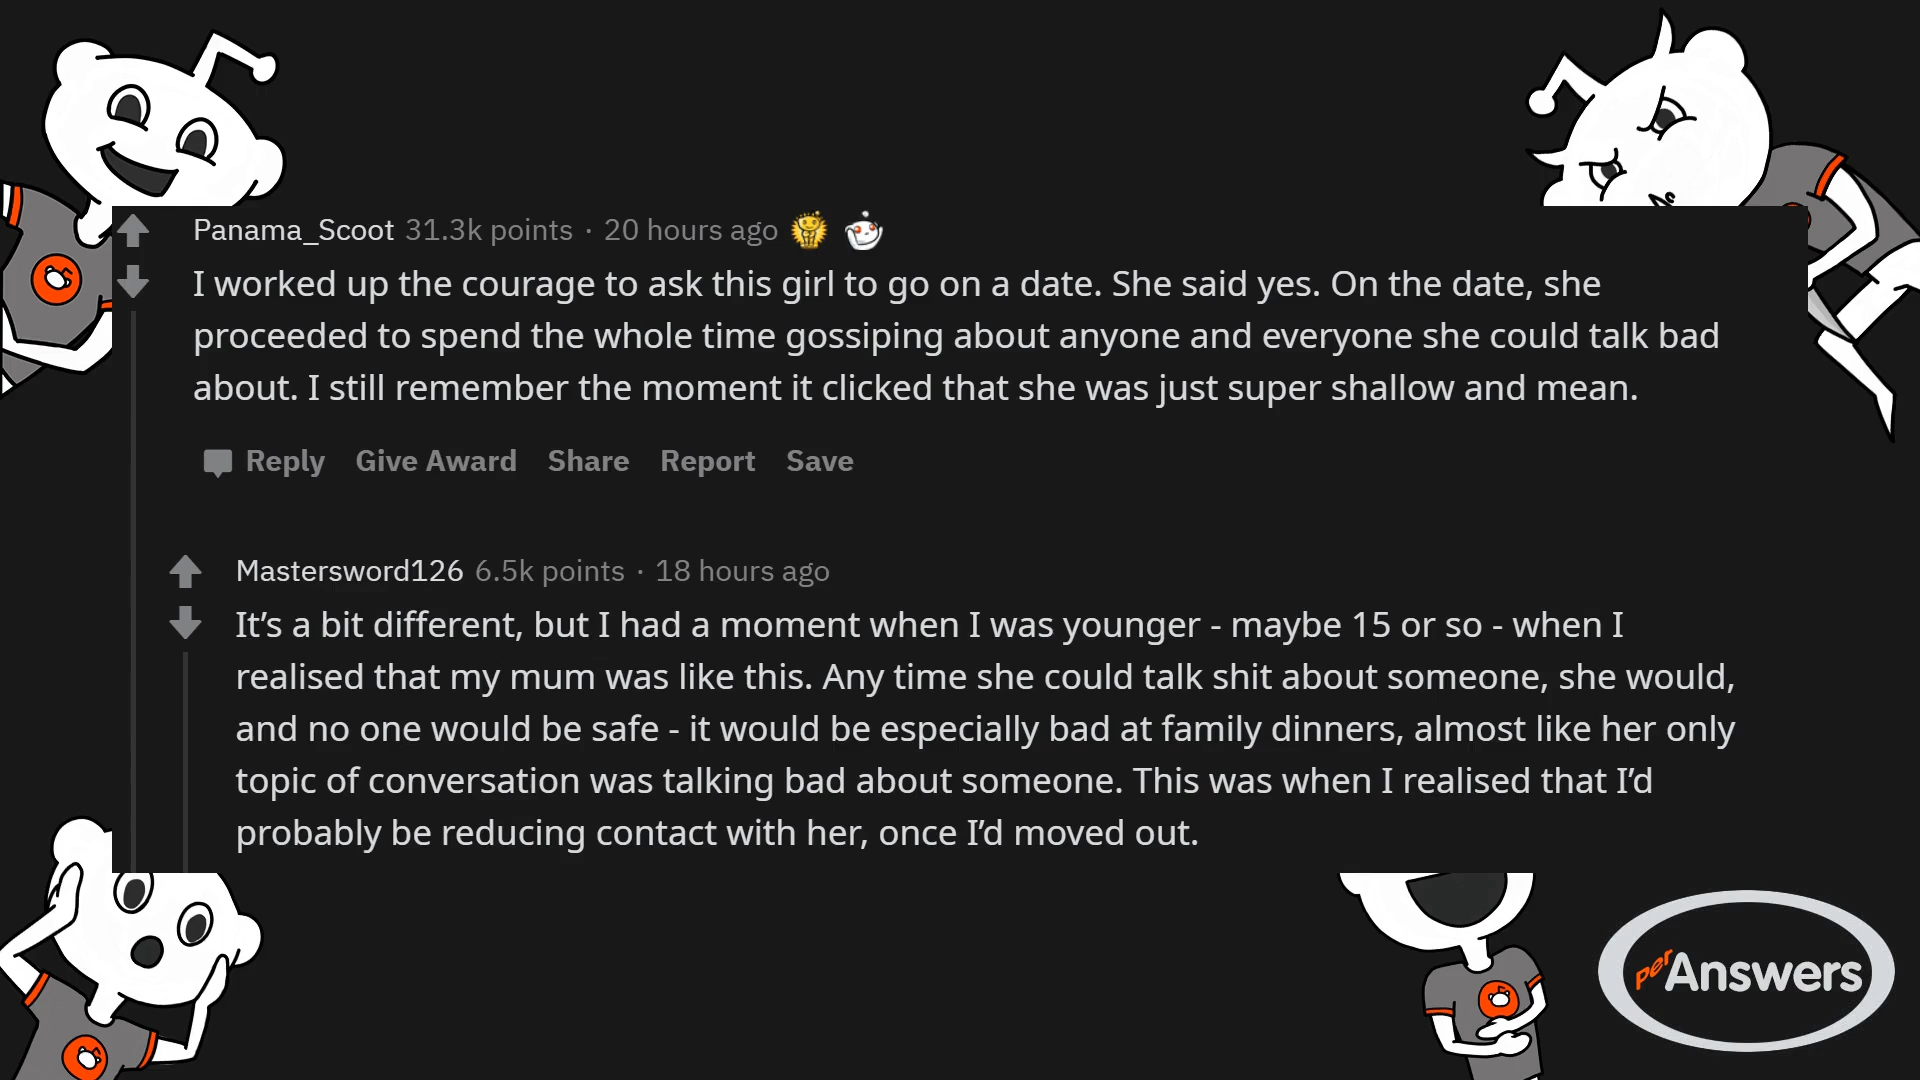 Panama_Scoot 31.3k points · 20 hours ago
I worked up the courage to ask this girl to go on a date. She said yes. On the date, she
proceeded to spend the whole time gossiping about anyone and everyone she could talk bad
about. I still remember the moment it clicked that she was just super shallow and mean.
Reply Give Award Share Report Save
Mastersword126 6.5k points · 18 hours ago
It’s a bit different, but I had a moment when I was younger - maybe 15 or so - when I
realised that my mum was like this. Any time she could talk shit about someone, she would,
and no one would be safe - it would be especially bad at family dinners, almost like her only
topic of conversation was talking bad about someone. This was when I realised that I’d
probably be reducing contact with her, once I’d moved out.
per Answers